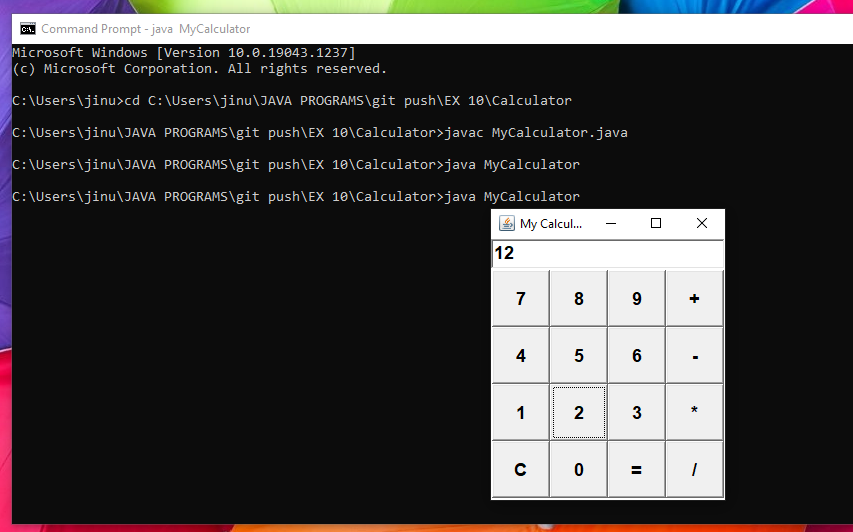 Command Prompt - java  MyCalculator
Microsoft Windows [Version 10.0.19043.1237]
(c) Microsoft Corporation. All rights reserved.
C:\Users\jinu>cd C:\Users\jinu\JAVA PROGRAMS\git push\EX 10\Calculator
C:\Users\jinu\JAVA PROGRAMS\git push\EX 10\Calculator>javac MyCalculator.java
C:\Users\jinu\JAVA PROGRAMS\git push\EX 10\Calculator>java MyCalculator
C:\Users\jinu\JAVA PROGRAMS\git push\EX 10\Calculator>java MyCalculator
My Calcul...
12
7 8 9 +
4 5 6 -
1 2 3 *
C 0 = /